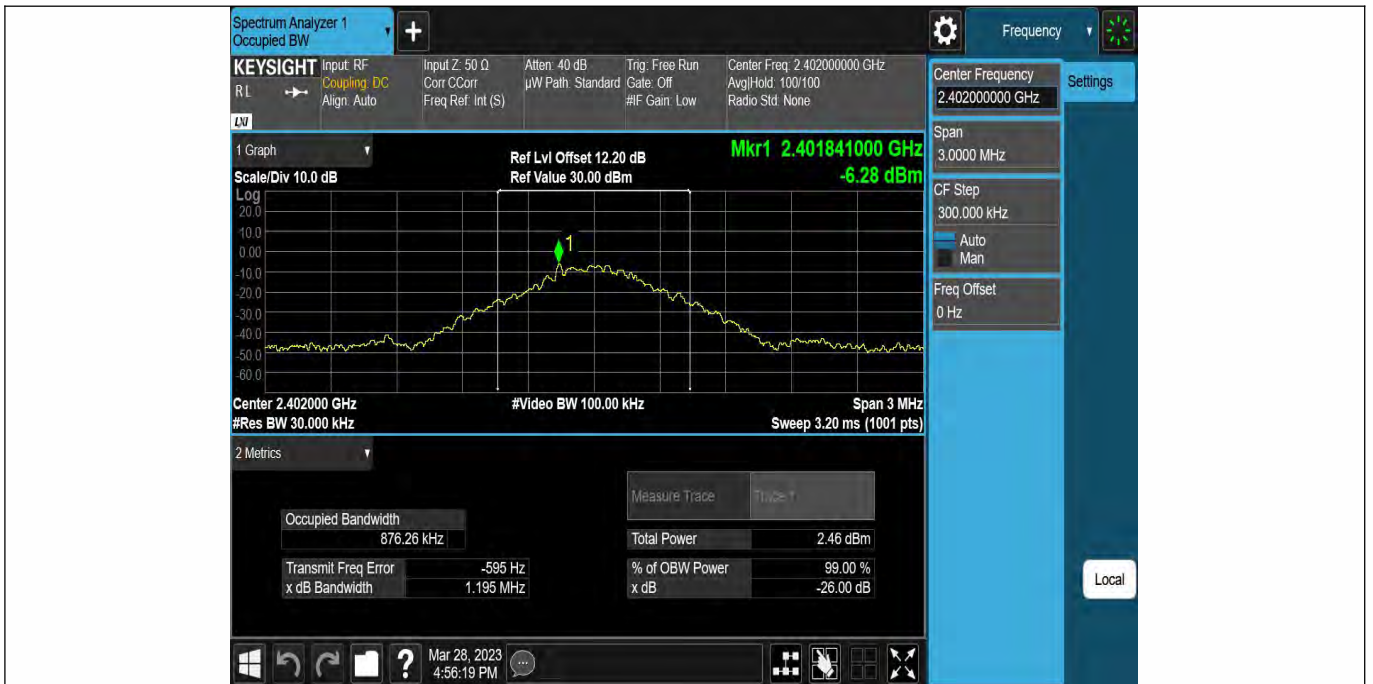 Spectrum Analyzer 1
Occupied BW
+
Frequency
KEYSIGHT
RL
LXI
Input: RF
Coupling: DC
Align: Auto
Input Z: 50 Ω
Corr CCorr
Freq Ref: Int (S)
Atten: 40 dB
µW Path: Standard
Trig: Free Run
Gate: Off
#IF Gain: Low
Center Freq: 2.402000000 GHz
Avg|Hold: 100/100
Radio Std: None
Center Frequency
2.402000000 GHz
Settings
Span
3.0000 MHz
CF Step
300.000 kHz
Auto
Man
Freq Offset
0 Hz
Local
1 Graph
Scale/Div 10.0 dB
Ref Lvl Offset 12.20 dB
Ref Value 30.00 dBm
Mkr1 2.401841000 GHz
-6.28 dBm
Log
20.0
10.0
0.00
-10.0
-20.0
-30.0
-40.0
-50.0
-60.0
1
Center 2.402000 GHz
#Video BW 100.00 kHz
Span 3 MHz
#Res BW 30.000 kHz
Sweep 3.20 ms (1001 pts)
2 Metrics
Measure Trace
Trace 1
Occupied Bandwidth
876.26 kHz
Total Power 2.46 dBm
Transmit Freq Error -595 Hz
% of OBW Power 99.00 %
x dB Bandwidth 1.195 MHz
x dB -26.00 dB
?
Mar 28, 2023
4:56:19 PM